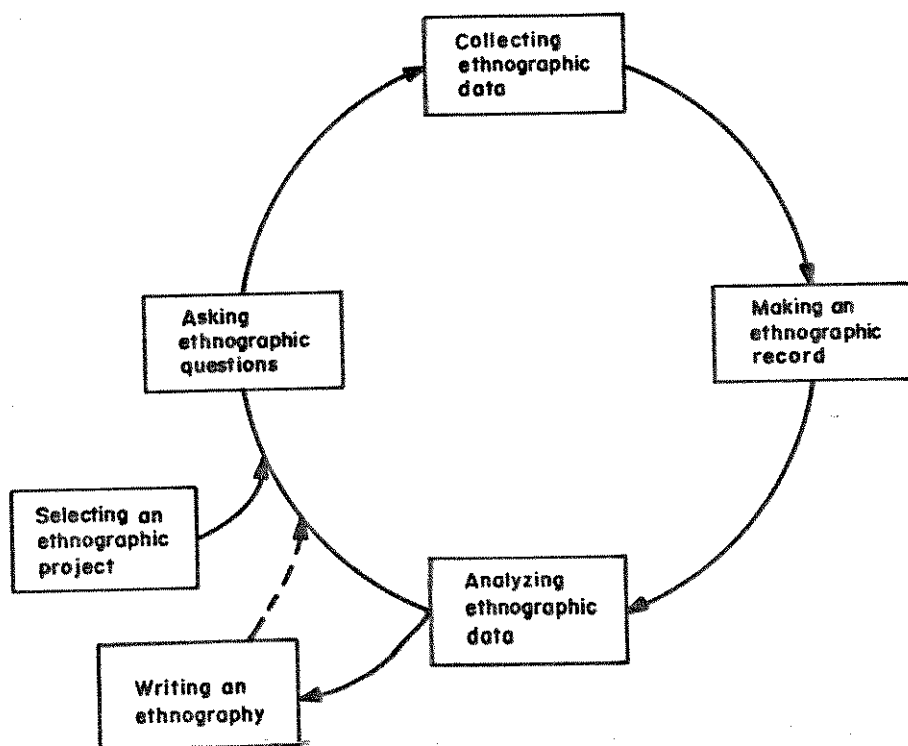 Collecting
ethnographic
data
Making an
ethnographic
record
Analyzing
ethnographic
data
Writing an
ethnography
Selecting an
ethnographic
project
Asking
ethnographic
questions